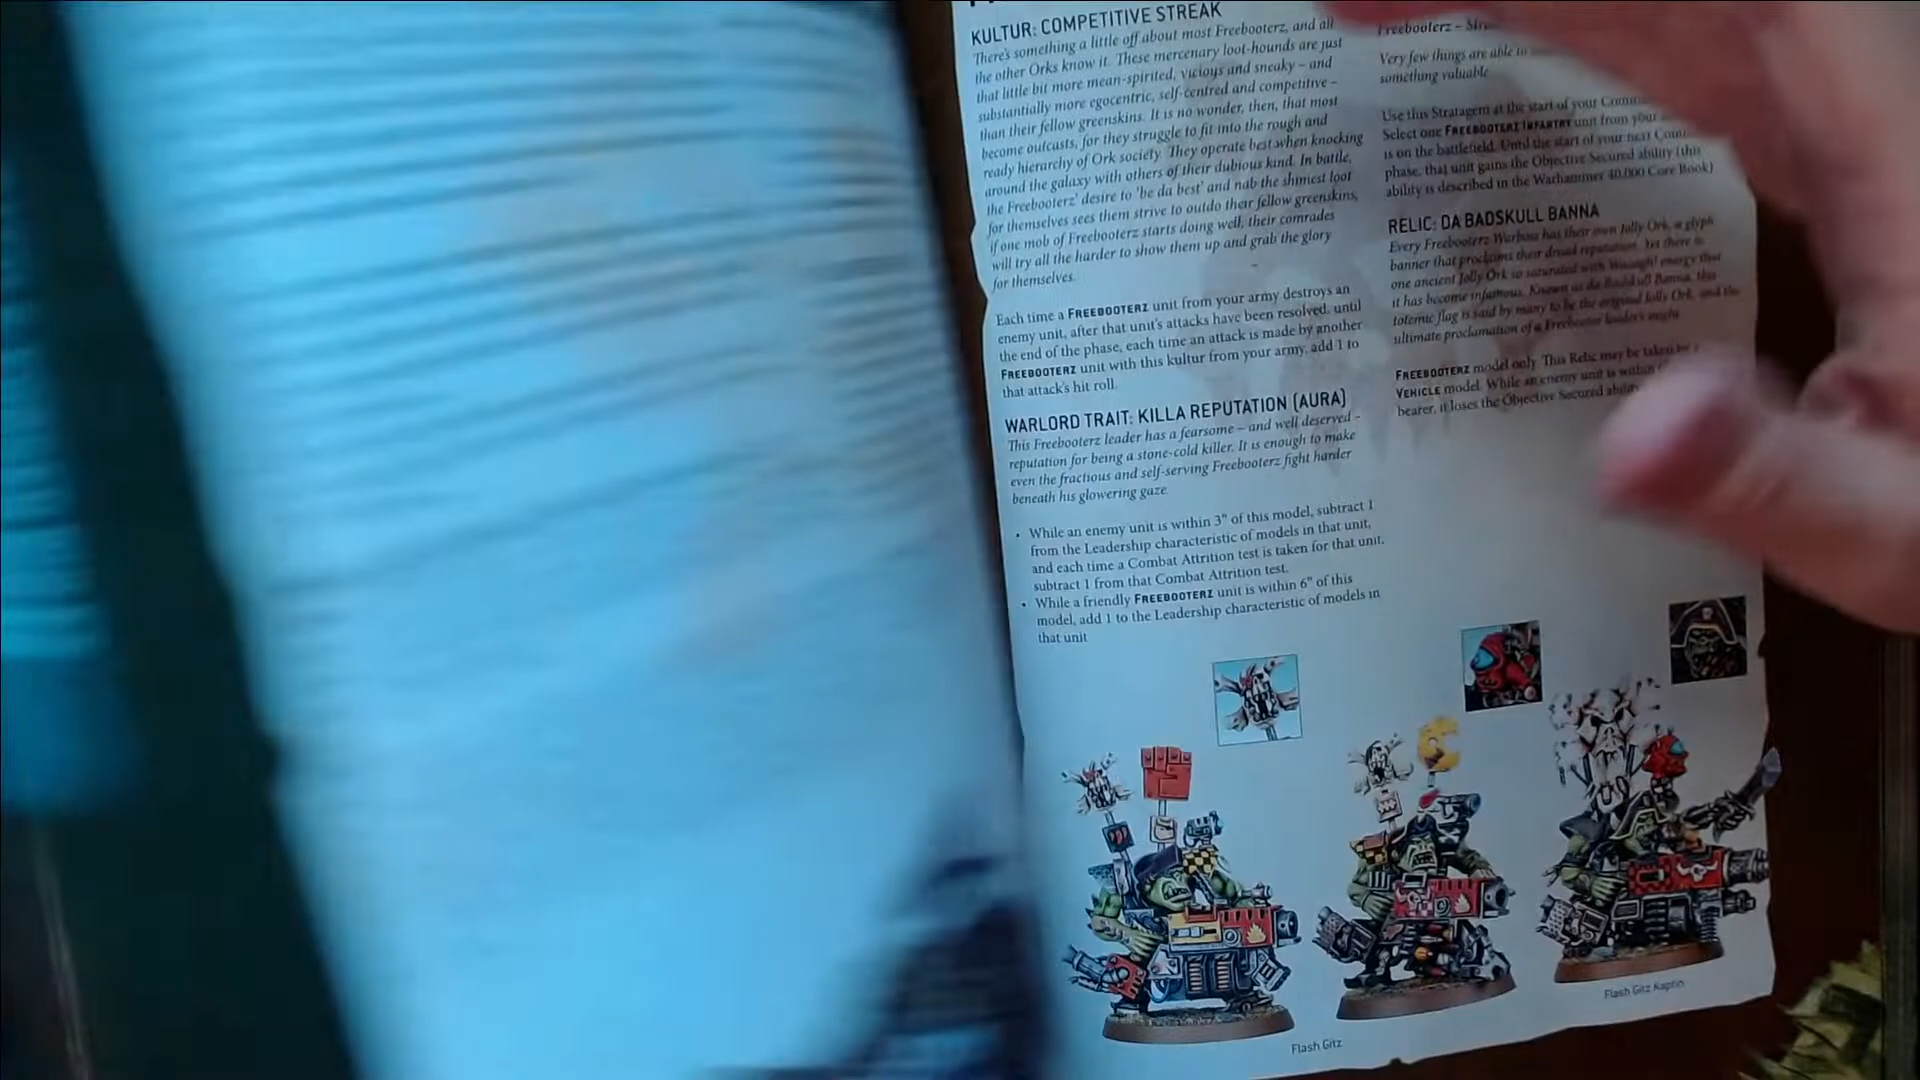 KULTUR: COMPETITIVE STREAK
There's something a little off about most Freebooterz, and all
the other Orks know it. These mercenary loot-hounds are just
that little bit more mean-spirited, vicious and sneaky – and
substantially more egocentric, self-centred and competitive –
than their fellow greenskins. It is no wonder, then, that most
become outcasts, for they struggle to fit into the rough and
ready hierarchy of Ork society. They operate best when knocking
around the galaxy with others of their dubious kind. In battle,
the Freebooterz' desire to 'be da best' and nab the shiniest loot
for themselves sees them strive to outdo their fellow greenskins,
if one mob of Freebooterz starts doing well, their comrades
will try all the harder to show them up and grab the glory
for themselves.
Each time a FREEBOOTERZ unit from your army destroys an
enemy unit, after that unit's attacks have been resolved, until
the end of the phase, each time an attack is made by another
FREEBOOTERZ unit with this kultur from your army, add 1 to
that attack's hit roll.
WARLORD TRAIT: KILLA REPUTATION (AURA)
This Freebooterz leader has a fearsome – and well deserved –
reputation for being a stone-cold killer. It is enough to make
even the fractious and self-serving Freebooterz fight harder
beneath his glowering gaze.
• While an enemy unit is within 3" of this model, subtract 1
from the Leadership characteristic of models in that unit,
and each time a Combat Attrition test is taken for that unit,
subtract 1 from that Combat Attrition test.
• While a friendly FREEBOOTERZ unit is within 6" of this
model, add 1 to the Leadership characteristic of models in
that unit
Freebooterz –
Very few things are able to
something valuable
Use this Stratagem at the start of your
Select one FREEBOOTERZ INFANTRY unit from your
is on the battlefield. Until the start of your next
phase, that unit gains the Objective Secured ability (this
ability is described in the Warhammer 40,000 Core Book)
RELIC: DA BADSKULL BANNA
Every Freebooterz Warboss has their own Jolly Ork, a glyph
banner that proclaims their dread reputation. Yet there is
one ancient Jolly Ork so saturated with Waaagh! energy that
it has become infamous. Known as da Badskull Banna, this
totemic flag is said by many to be the original Jolly Ork, and the
ultimate proclamation of a Freebooter leader's might
FREEBOOTERZ model only. This Relic may be taken by a
VEHICLE model. While an enemy unit is within
bearer, it loses the Objective Secured
Flash Gitz
Flash Gitz Kaptin